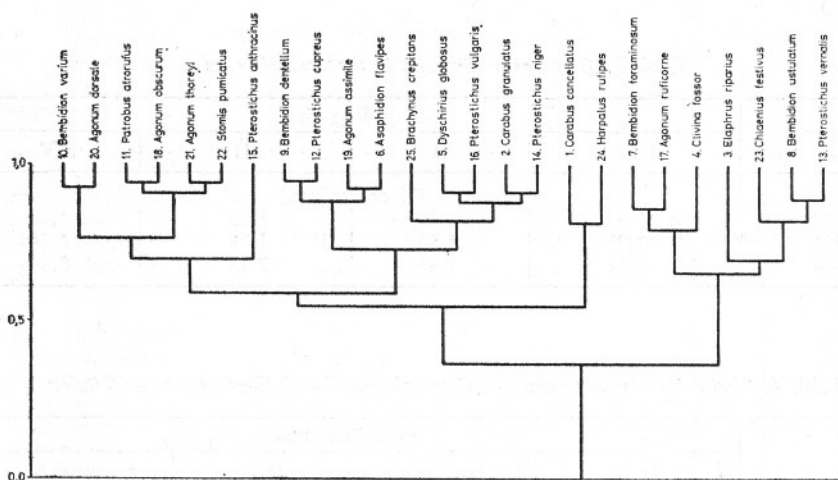 10. Bembidion varium
20. Agonum dorsale
11. Patrobus atrorufus
18. Agonum obscurum
21. Agonum thoreyi
22. Stomis pumicatus
15. Pterostichus anthracinus
9. Bembidion dentellum
12. Pterostichus cupreus
19. Agonum assimile
6. Asaphidion flavipes
25. Brachynus crepitans
5. Dyschirius globosus
16. Pterostichus vulgaris
2. Carabus granulatus
14. Pterostichus niger
1. Carabus cancellatus
24. Harpalus rufipes
7. Bembidion foraminosum
17. Agonum ruficorne
4. Clivina fossor
3. Elaphrus riparius
23. Chlaenius festivus
8. Bembidion ustulatum
13. Pterostichus vernalis
1,0
0,5
0,0